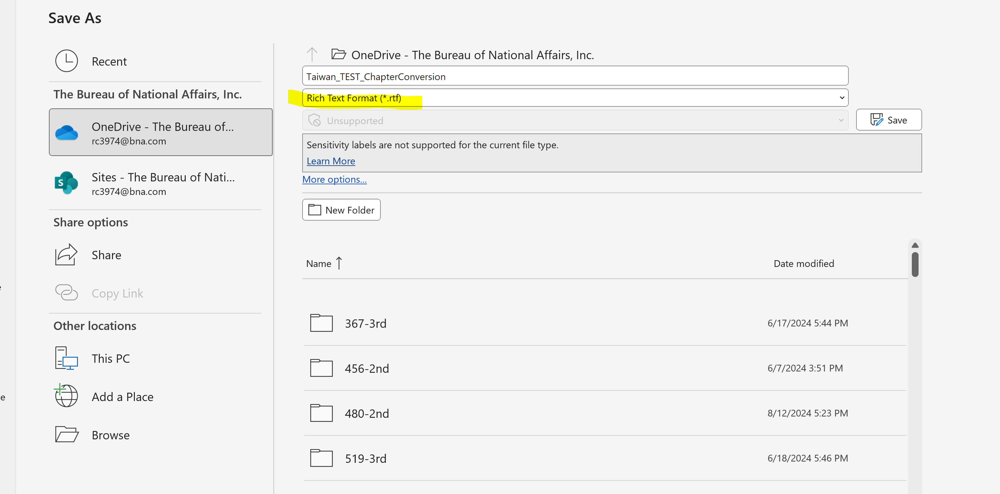 Save As
Recent
The Bureau of National Affairs, Inc.
OneDrive - The Bureau of...
rc3974@bna.com
Sites - The Bureau of Nati...
rc3974@bna.com
Share options
Share
Copy Link
Other locations
This PC
Add a Place
Browse
OneDrive - The Bureau of National Affairs, Inc.
Taiwan_TEST_ChapterConversion
Rich Text Format (*.rtf)
Unsupported
Save
Sensitivity labels are not supported for the current file type.
Learn More
More options...
New Folder
Name ↑ Date modified
367-3rd 6/17/2024 5:44 PM
456-2nd 6/7/2024 3:51 PM
480-2nd 8/12/2024 5:23 PM
519-3rd 6/18/2024 5:46 PM